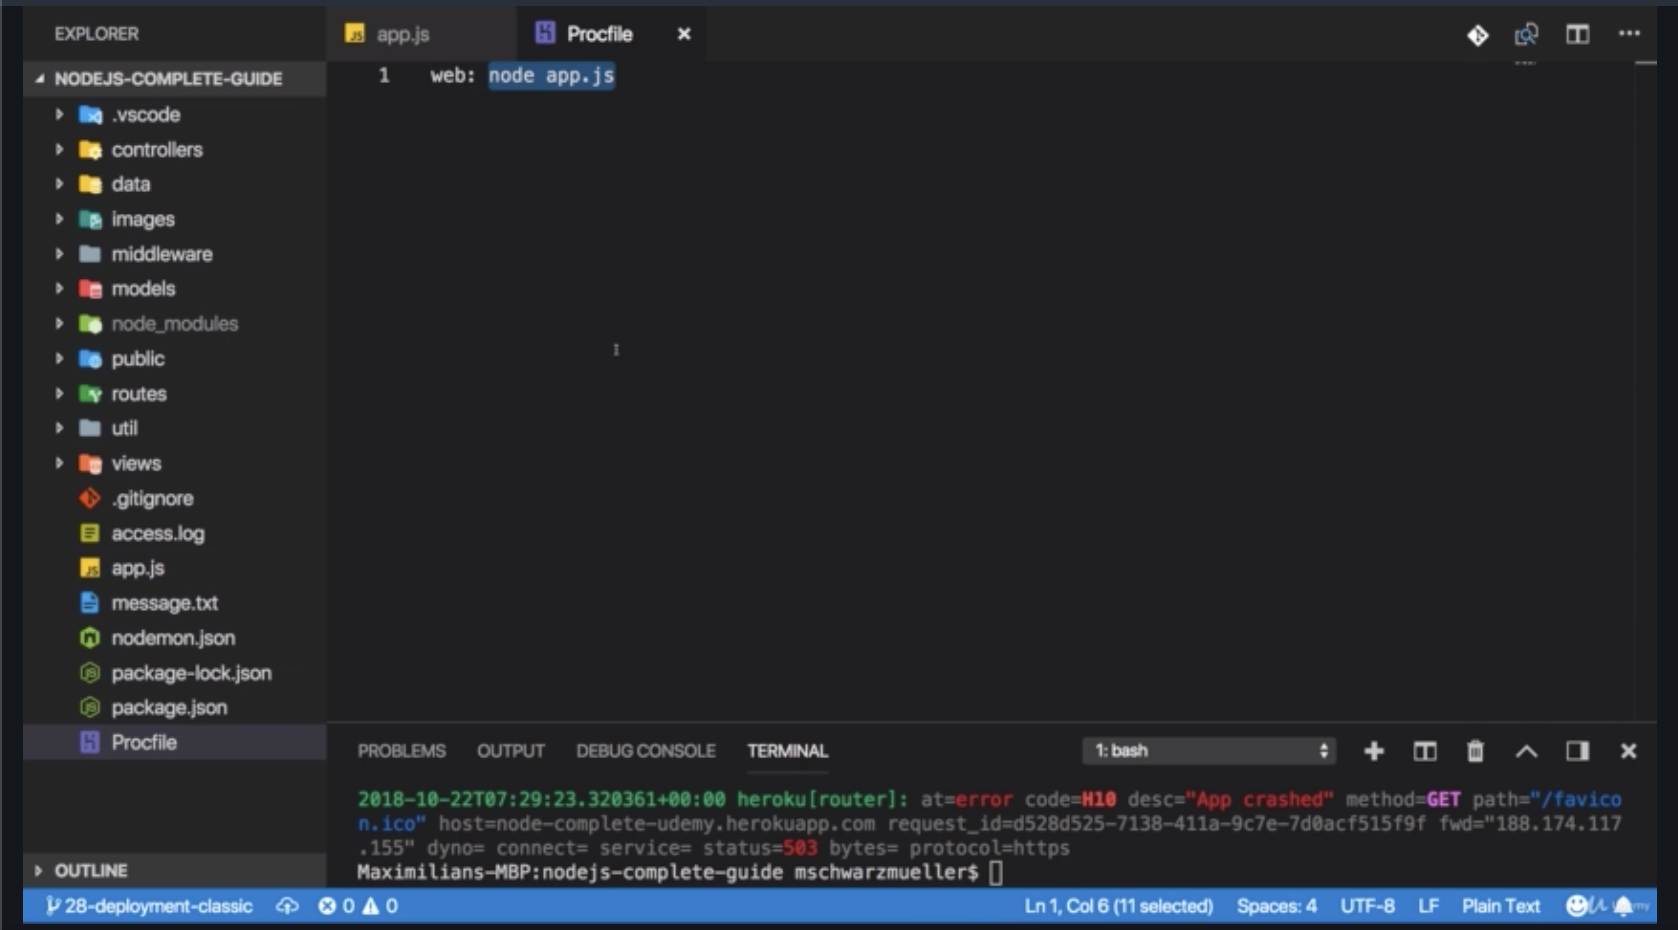 EXPLORER
app.js
Procfile
NODEJS-COMPLETE-GUIDE
1 web: node app.js
.vscode
controllers
data
images
middleware
models
node_modules
public
routes
util
views
.gitignore
access.log
app.js
message.txt
nodemon.json
package-lock.json
package.json
Procfile
OUTLINE
PROBLEMS OUTPUT DEBUG CONSOLE TERMINAL 1: bash
2018-10-22T07:29:23.320361+00:00 heroku[router]: at=error code=H10 desc="App crashed" method=GET path="/favico
n.ico" host=node-complete-udemy.herokuapp.com request_id=d528d525-7138-411a-9c7e-7d0acf515f9f fwd="188.174.117
.155" dyno= connect= service= status=503 bytes= protocol=https
Maximilians-MBP:nodejs-complete-guide mschwarzmueller$
28-deployment-classic 0 0 Ln 1, Col 6 (11 selected) Spaces: 4 UTF-8 LF Plain Text